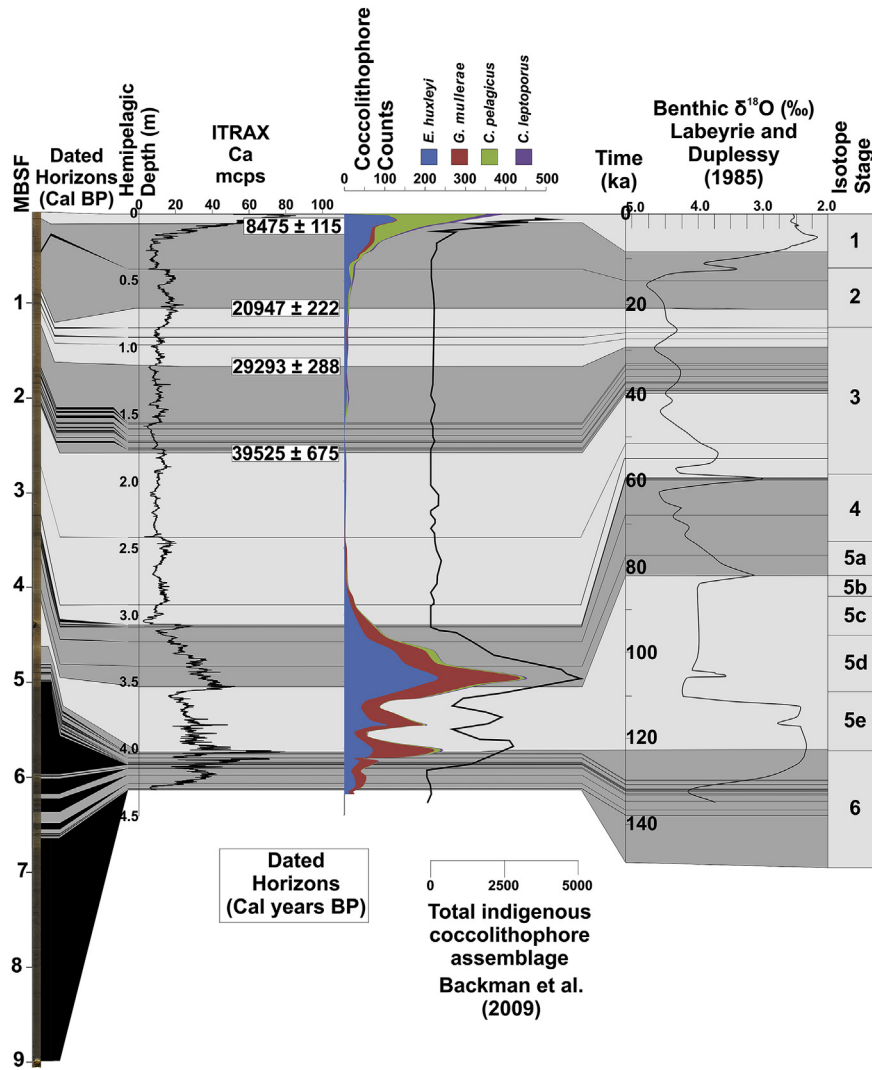 MBSF
Dated
Horizons
(Cal BP)
Hemipelagic
Depth (m)
ITRAX
Ca
mcps
Coccolithophore
Counts
E. huxleyi
G. mullerae
C. pelagicus
C. leptoporus
Time
(ka)
Benthic δ18O (‰)
Labeyrie and
Duplessy
(1985)
Isotope
Stage
0 20 40 60 80 100
0 100 200 300 400 500
0
5.0 4.0 3.0 2.0
1
2
3
4
5
6
7
8
9
0.5
1.0
1.5
2.0
2.5
3.0
3.5
4.0
4.5
8475 ± 115
20947 ± 222
29293 ± 288
39525 ± 675
20
40
60
80
100
120
140
1
2
3
4
5a
5b
5c
5d
5e
6
Dated
Horizons
(Cal years BP)
0 2500 5000
Total indigenous
coccolithophore
assemblage
Backman et al.
(2009)